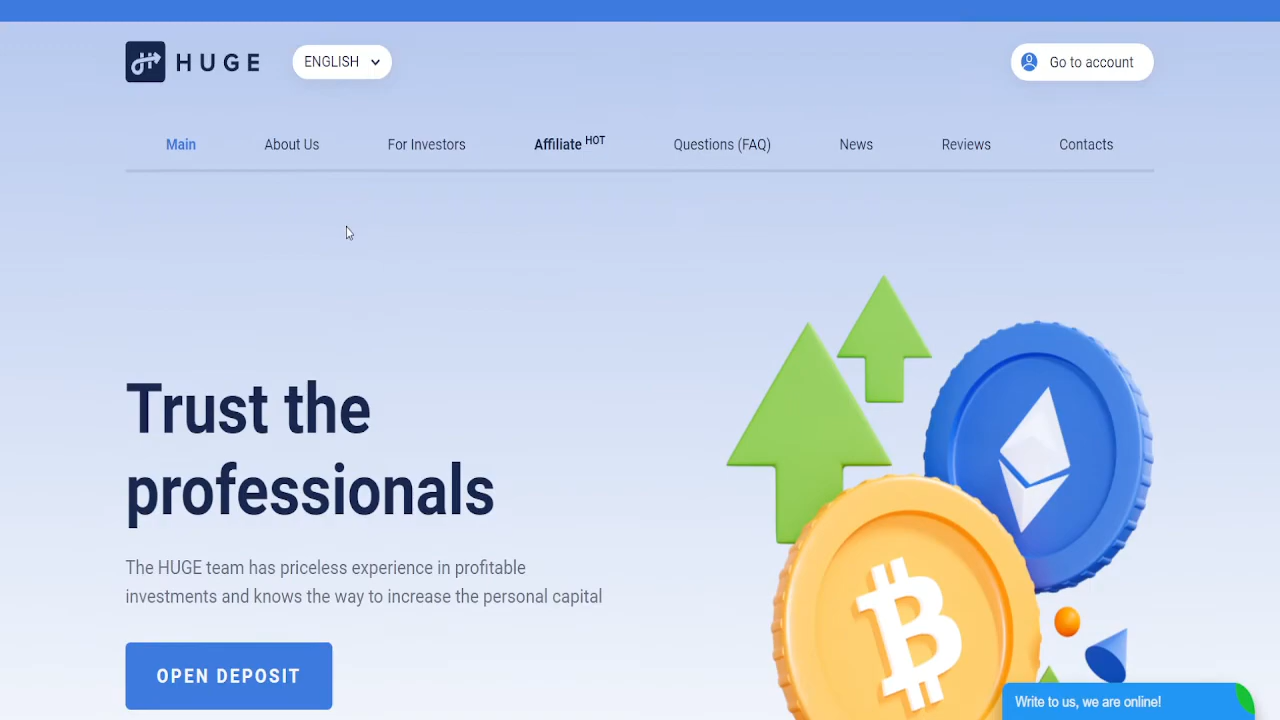 HUGE
ENGLISH
Go to account
Main
About Us
For Investors
Affiliate HOT
Questions (FAQ)
News
Reviews
Contacts
Trust the
professionals
The HUGE team has priceless experience in profitable
investments and knows the way to increase the personal capital
OPEN DEPOSIT
Write to us, we are online!